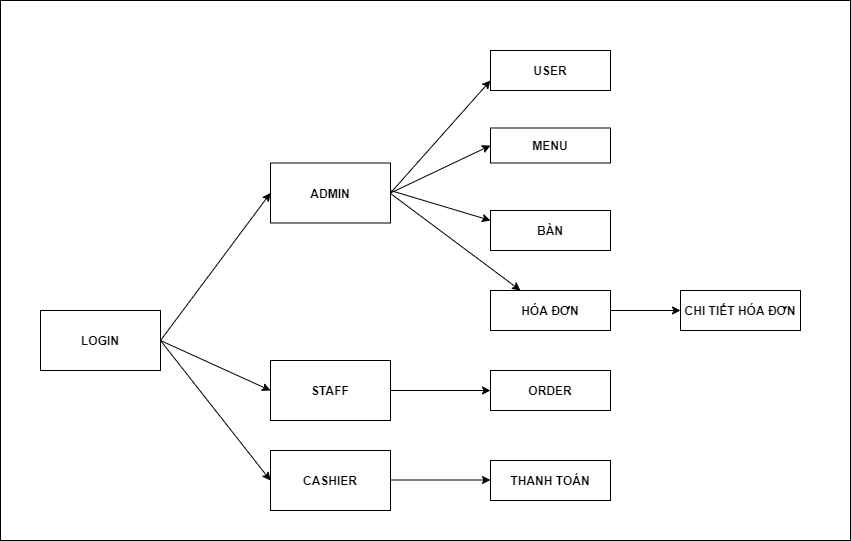 USER
MENU
ADMIN
BÀN
HÓA ĐƠN
CHI TIẾT HÓA ĐƠN
LOGIN
STAFF
ORDER
CASHIER
THANH TOÁN